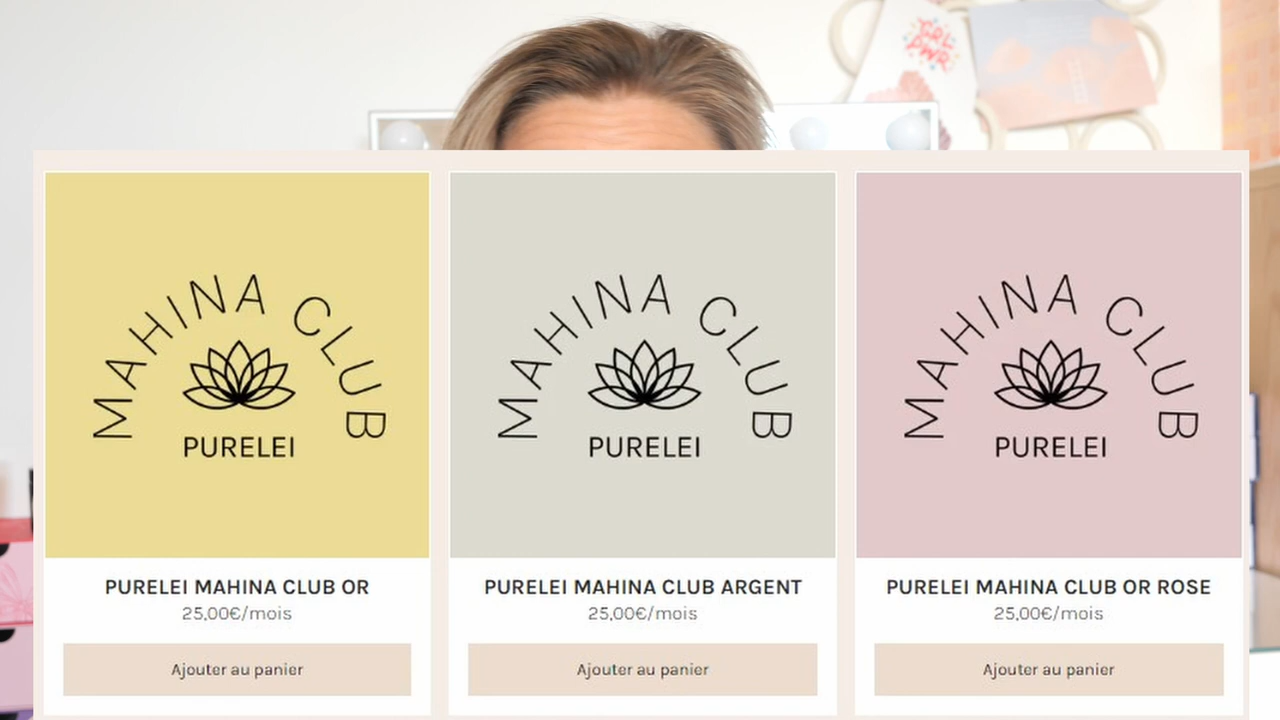 GRL
PWR
MAHINA CLUB
PURELEI
MAHINA CLUB
PURELEI
MAHINA CLUB
PURELEI
PURELEI MAHINA CLUB OR
25,00€/mois
Ajouter au panier
PURELEI MAHINA CLUB ARGENT
25,00€/mois
Ajouter au panier
PURELEI MAHINA CLUB OR ROSE
25,00€/mois
Ajouter au panier